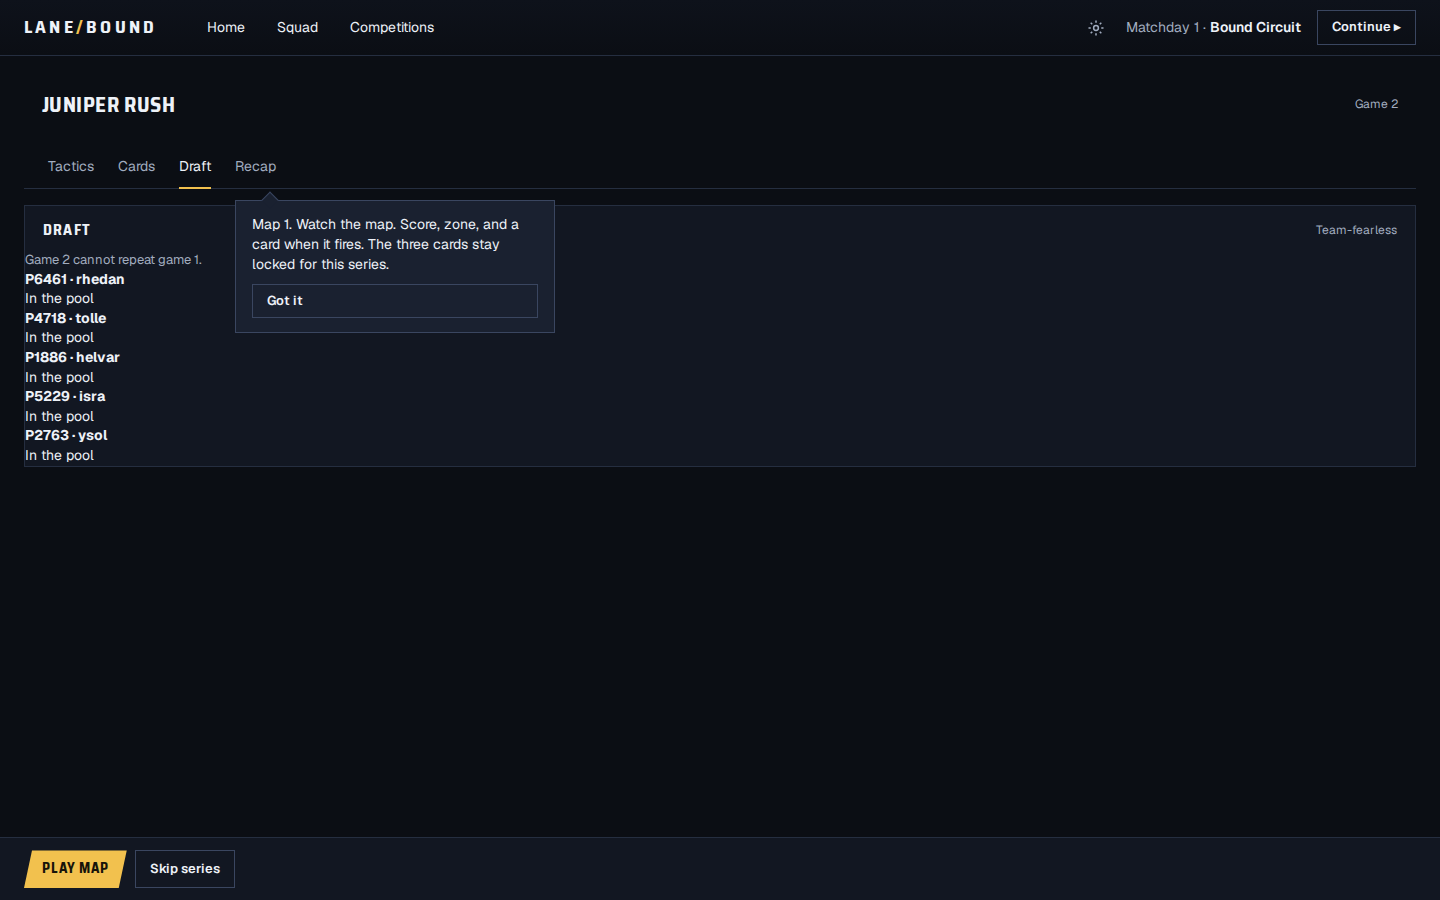 LANE/BOUND
Home
Squad
Competitions
Matchday 1 · Bound Circuit
Continue ▸
JUNIPER RUSH
Game 2
Tactics
Cards
Draft
Recap
DRAFT
Team-fearless
Game 2 cannot repeat game 1.
P6461 · rhedan
In the pool
P4718 · tolle
In the pool
P1886 · helvar
In the pool
P5229 · isra
In the pool
P2763 · ysol
In the pool
Map 1. Watch the map. Score, zone, and a
card when it fires. The three cards stay
locked for this series.
Got it
PLAY MAP
Skip series